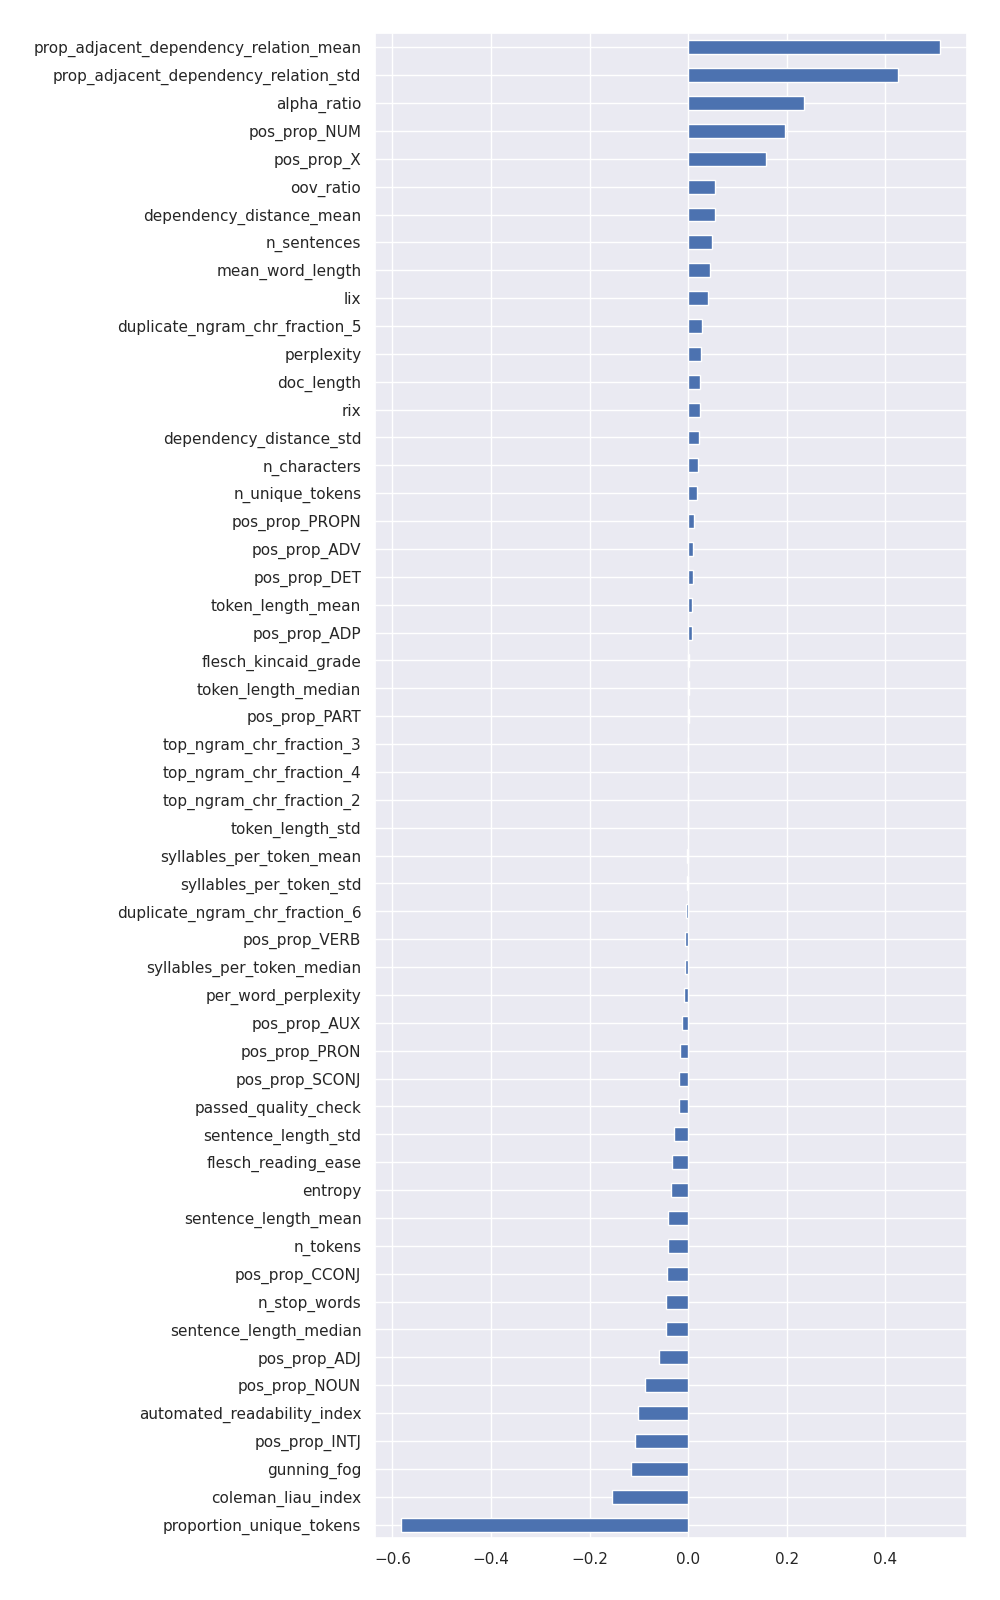 prop_adjacent_dependency_relation_mean
prop_adjacent_dependency_relation_std
alpha_ratio
pos_prop_NUM
pos_prop_X
oov_ratio
dependency_distance_mean
n_sentences
mean_word_length
lix
duplicate_ngram_chr_fraction_5
perplexity
doc_length
rix
dependency_distance_std
n_characters
n_unique_tokens
pos_prop_PROPN
pos_prop_ADV
pos_prop_DET
token_length_mean
pos_prop_ADP
flesch_kincaid_grade
token_length_median
pos_prop_PART
top_ngram_chr_fraction_3
top_ngram_chr_fraction_4
top_ngram_chr_fraction_2
token_length_std
syllables_per_token_mean
syllables_per_token_std
duplicate_ngram_chr_fraction_6
pos_prop_VERB
syllables_per_token_median
per_word_perplexity
pos_prop_AUX
pos_prop_PRON
pos_prop_SCONJ
passed_quality_check
sentence_length_std
flesch_reading_ease
entropy
sentence_length_mean
n_tokens
pos_prop_CCONJ
n_stop_words
sentence_length_median
pos_prop_ADJ
pos_prop_NOUN
automated_readability_index
pos_prop_INTJ
gunning_fog
coleman_liau_index
proportion_unique_tokens
−0.6 −0.4 −0.2 0.0 0.2 0.4